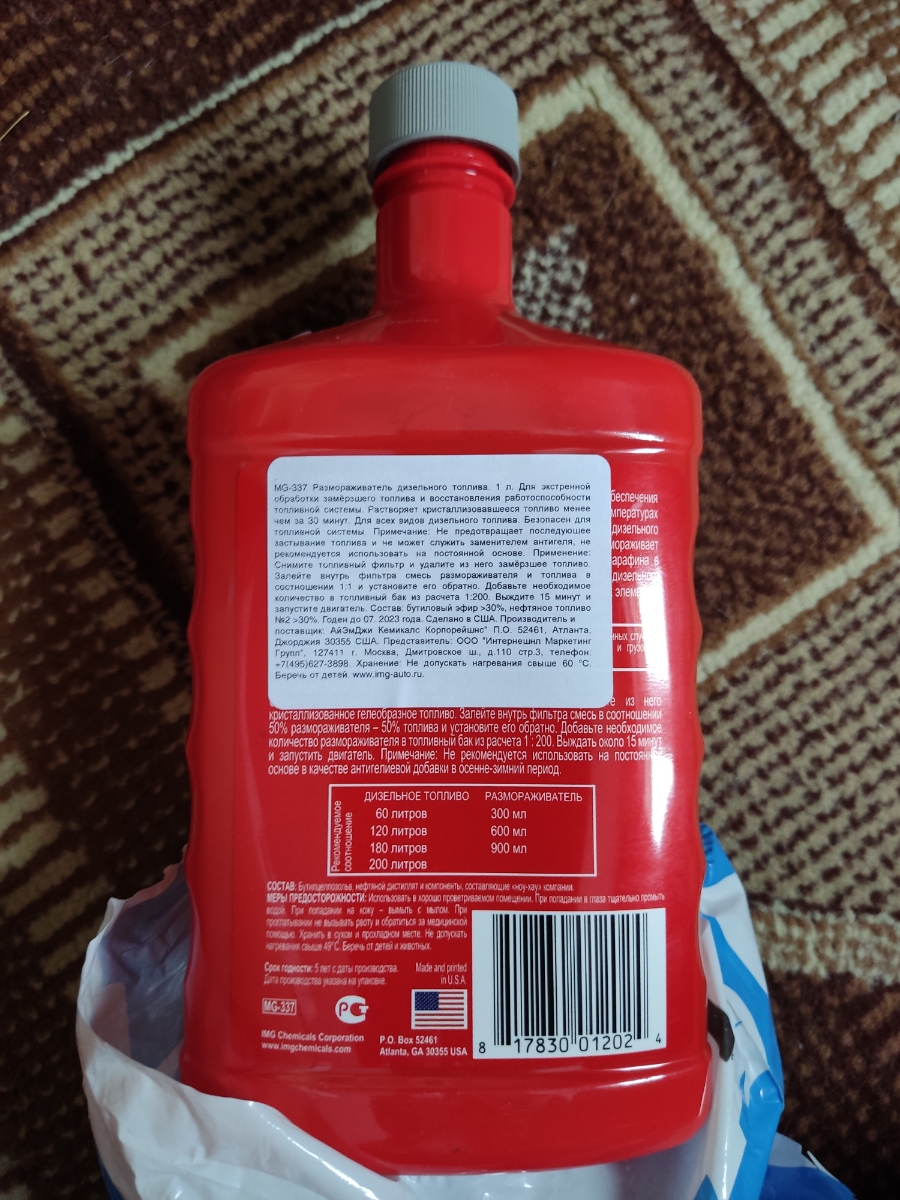 MG-337 Размораживатель дизельного топлива. 1 л. Для экстренной
обработки замёрзшего топлива и восстановления работоспособности
топливной системы. Растворяет кристаллизовавшееся топливо менее
чем за 30 минут. Для всех видов дизельного топлива. Безопасен для
топливной системы. Примечание: Не предотвращает последующее
застывание топлива и не может служить заменителем антигеля, не
рекомендуется использовать на постоянной основе. Применение:
Снимите топливный фильтр и удалите из него замёрзшее топливо.
Залейте внутрь фильтра смесь размораживателя и топлива в
соотношении 1:1 и установите его обратно. Добавьте необходимое
количество в топливный бак из расчета 1:200. Выждите 15 минут и
запустите двигатель. Состав: бутиловый эфир >30%, нефтяное топливо
№2 >30%. Годен до 07. 2023 года. Сделано в США. Производитель и
поставщик: АйЭмДжи Кемикалс Корпорейшнс" П.О. 52461, Атланта,
Джорджия 30355 США. Представитель: ООО "Интернешнл Маркетинг
Групп", 127411 г. Москва, Дмитровское ш., д.110 стр.3, телефон:
+7(495)627-3898. Хранение: Не допускать нагревания свыше 60 °С.
Беречь от детей. www.img-auto.ru.
беспечения
мпературах
дизельного
мораживает
арафина в
дизельного
элеме
нных слу
и грузо
е из него
кристаллизованное гелеобразное топливо. Залейте внутрь фильтра смесь в соотношении
50% размораживателя – 50% топлива и установите его обратно. Добавьте необходимое
количество размораживателя в топливный бак из расчета 1 : 200. Выждать около 15 минут
и запустить двигатель. Примечание: Не рекомендуется использовать на постоянной
основе в качестве антигелиевой добавки в осенне-зимний период.
Рекомендуемое соотношение
ДИЗЕЛЬНОЕ ТОПЛИВО РАЗМОРАЖИВАТЕЛЬ
60 литров 300 мл
120 литров 600 мл
180 литров 900 мл
200 литров
СОСТАВ: Бутилцеллозольв, нефтяной дистиллят и компоненты, составляющие «ноу-хау» компании.
МЕРЫ ПРЕДОСТОРОЖНОСТИ: Использовать в хорошо проветриваемом помещении. При попадании в глаза тщательно промыть
водой. При попадании на кожу – вымыть с мылом. При
проглатывании не вызывать рвоту и обратиться за медицинской
помощью. Хранить в сухом и прохладном месте. Не допускать
нагревания свыше 49°С. Беречь от детей и животных.
Срок годности: 5 лет с даты производства.
Дата производства указана на упаковке.
Made and printed
in U.S.A.
MG-337
РСТ
IMG Chemicals Corporation
www.imgchemicals.com
P.O. Box 52461
Atlanta, GA 30355 USA
8 17830 01202 4